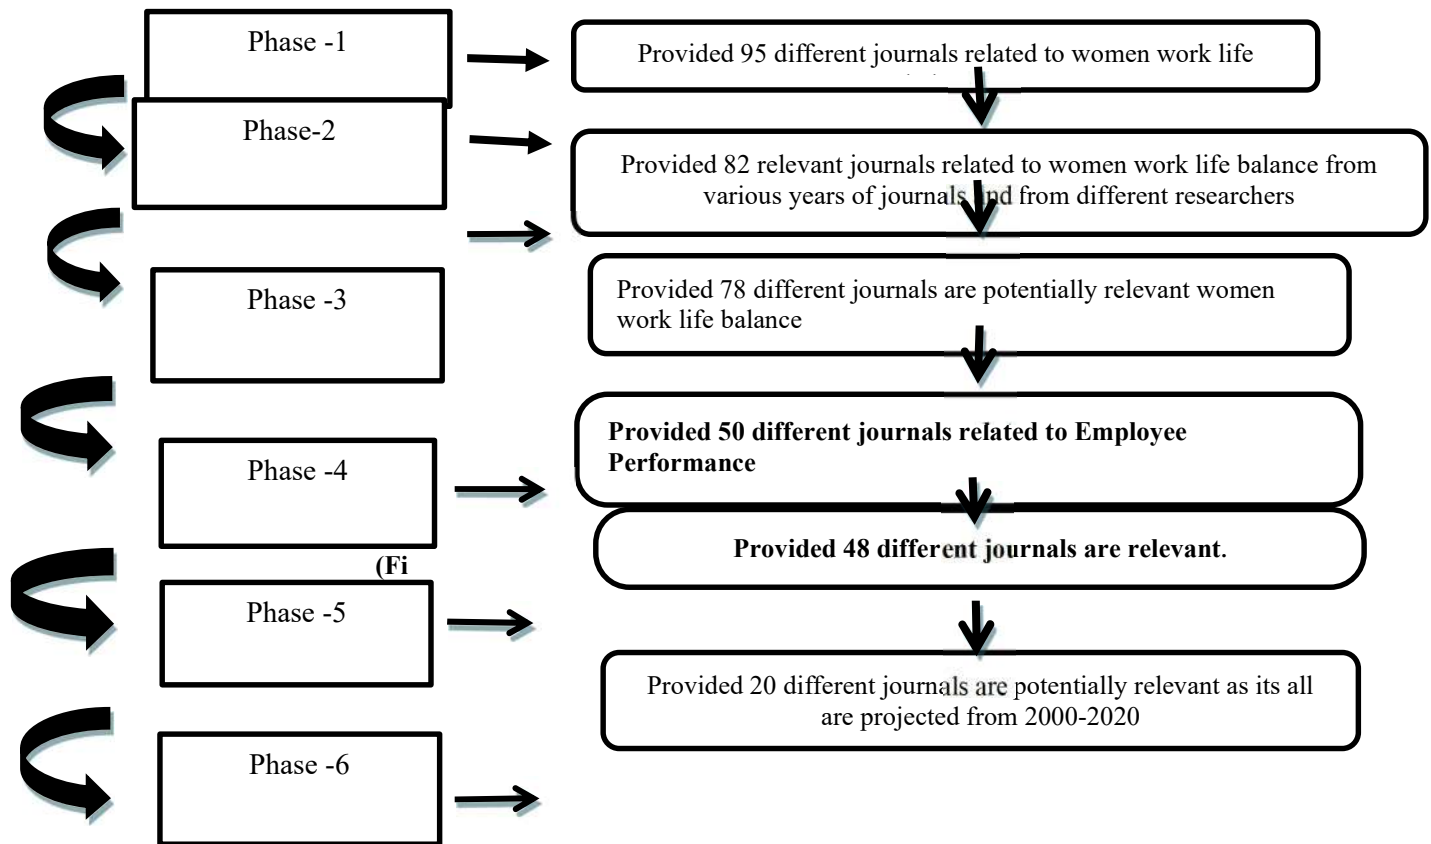 Phase -1
Provided 95 different journals related to women work life
Phase-2
Provided 82 relevant journals related to women work life balance from
various years of journals and from different researchers
Phase -3
Provided 78 different journals are potentially relevant women
work life balance
Phase -4
Provided 50 different journals related to Employee
Performance
Provided 48 different journals are relevant.
(Fi
Phase -5
Provided 20 different journals are potentially relevant as its all
are projected from 2000-2020
Phase -6